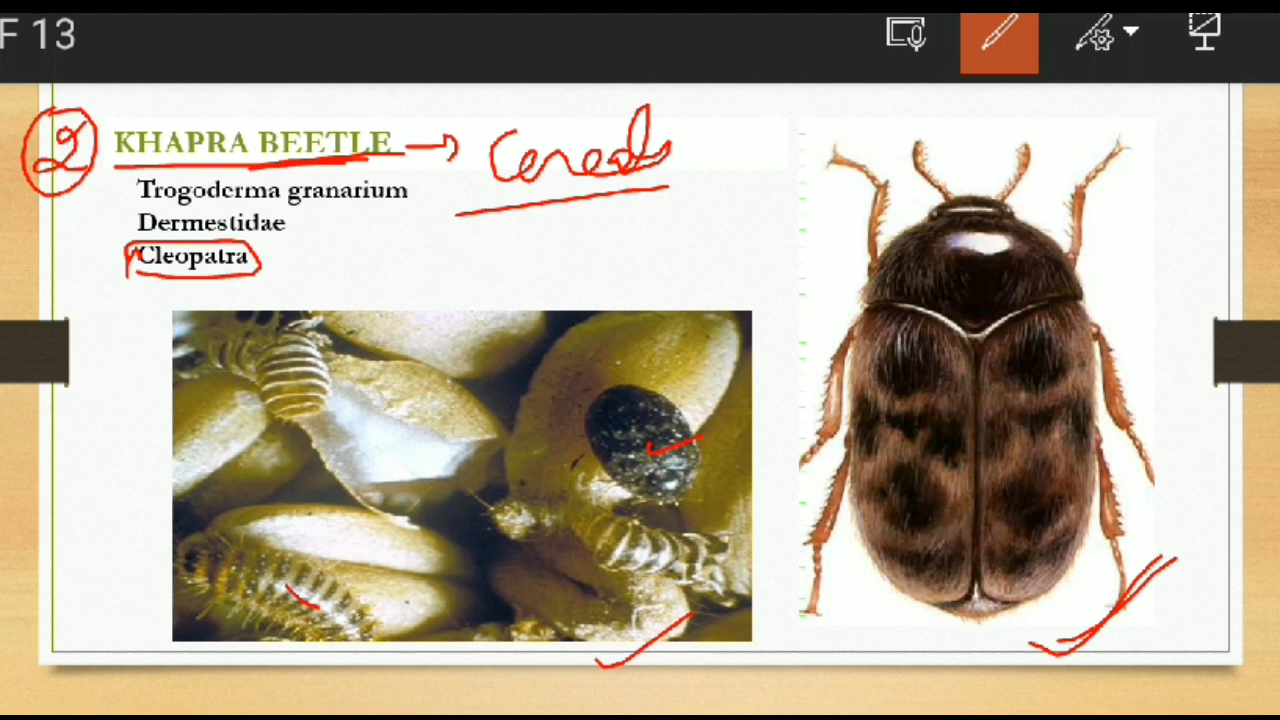 F 13
2 KHAPRA BEETLE → Cereals
Trogoderma granarium
Dermestidae
Cleopatra